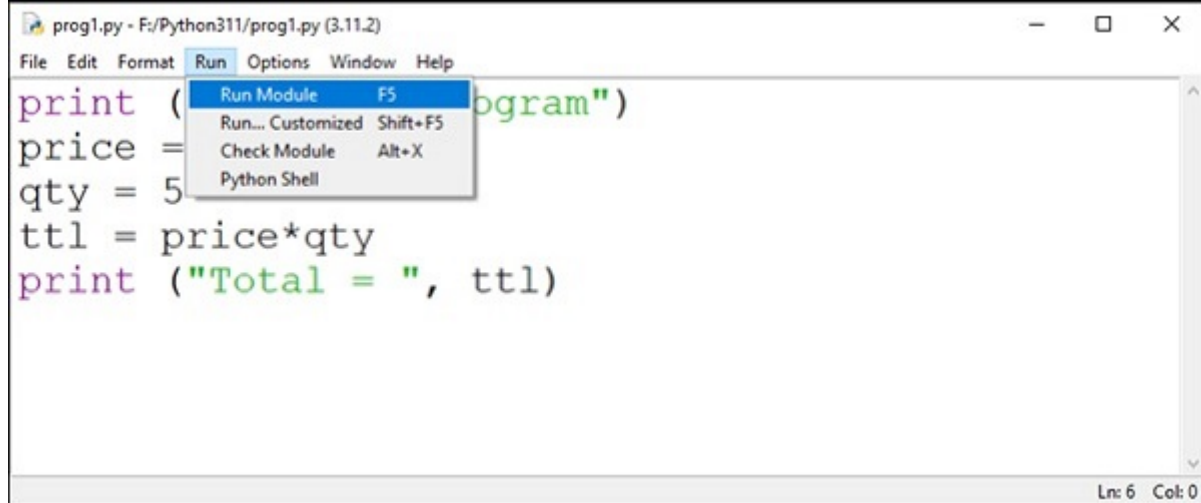 prog1.py - F:/Python311/prog1.py (3.11.2)
File Edit Format Run Options Window Help
print ( ogram")
price =
qty = 5
ttl = price*qty
print ("Total = ", ttl)
Run Module F5
Run... Customized Shift+F5
Check Module Alt+X
Python Shell
Ln: 6 Col: 0